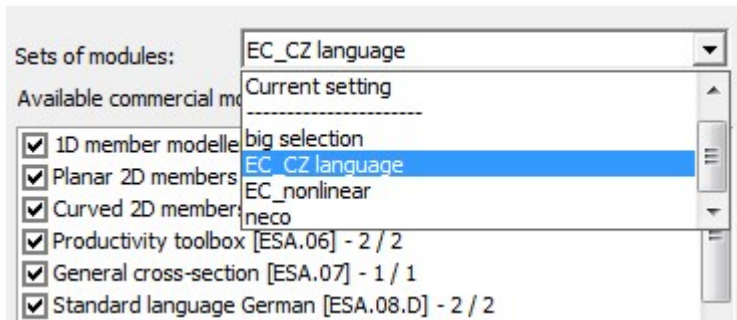 Sets of modules: EC_CZ language
Current setting
Available commercial mo
----------------------
big selection
1D member modelle
EC_CZ language
Planar 2D members
EC_nonlinear
Curved 2D members
neco
Productivity toolbox [ESA.06] - 2 / 2
General cross-section [ESA.07] - 1 / 1
Standard language German [ESA.08.D] - 2 / 2